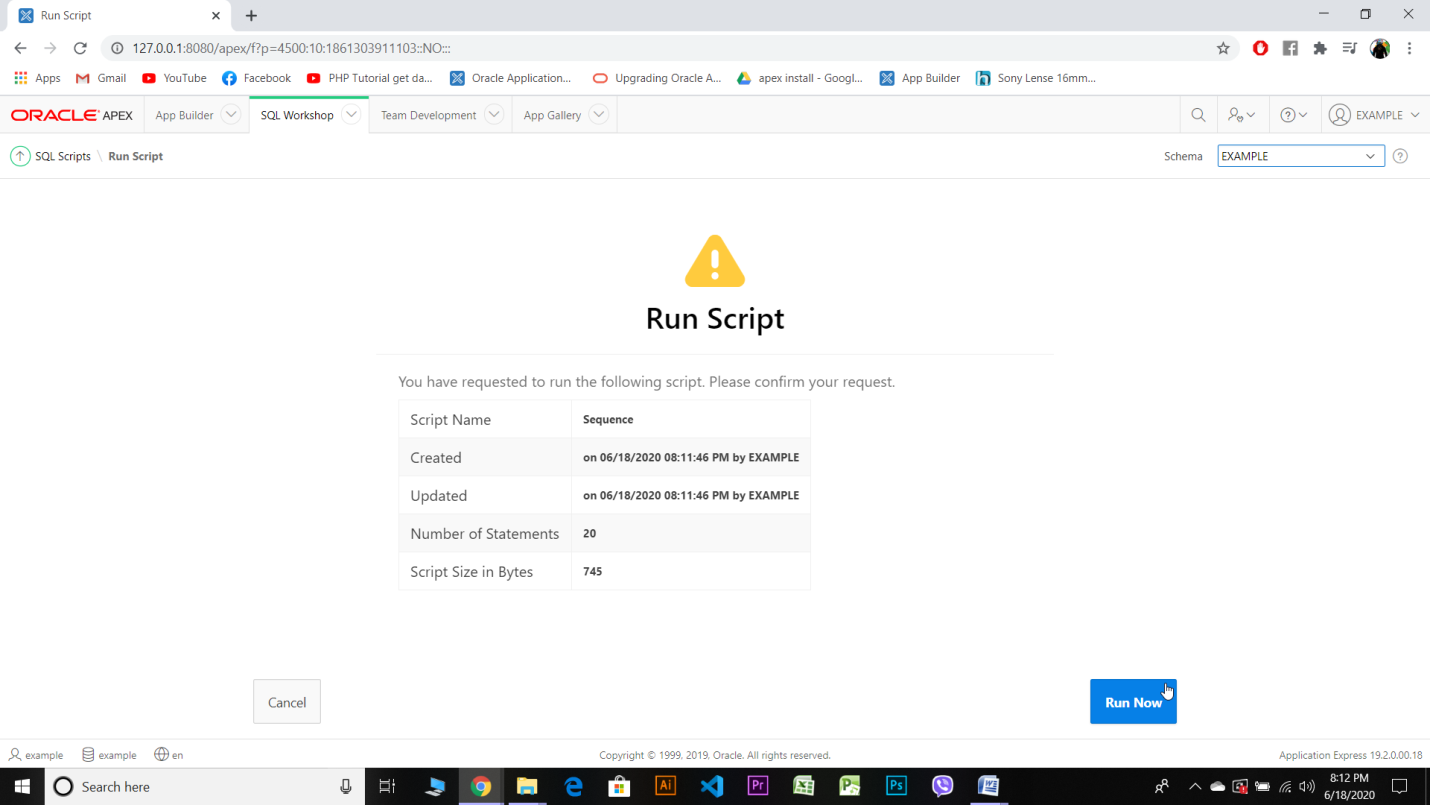 Run Script
127.0.0.1:8080/apex/f?p=4500:10:1861303911103::NO:::
Apps Gmail YouTube Facebook PHP Tutorial get da... Oracle Application... Upgrading Oracle A... apex install - Googl... App Builder Sony Lense 16mm...
ORACLE APEX App Builder SQL Workshop Team Development App Gallery EXAMPLE
SQL Scripts \ Run Script Schema EXAMPLE
Run Script
You have requested to run the following script. Please confirm your request.
Script Name Sequence
Created on 06/18/2020 08:11:46 PM by EXAMPLE
Updated on 06/18/2020 08:11:46 PM by EXAMPLE
Number of Statements 20
Script Size in Bytes 745
Cancel Run Now
example example en Copyright © 1999, 2019, Oracle. All rights reserved. Application Express 19.2.0.00.18
Search here Ai Pr Ps 8:12 PM
6/18/2020